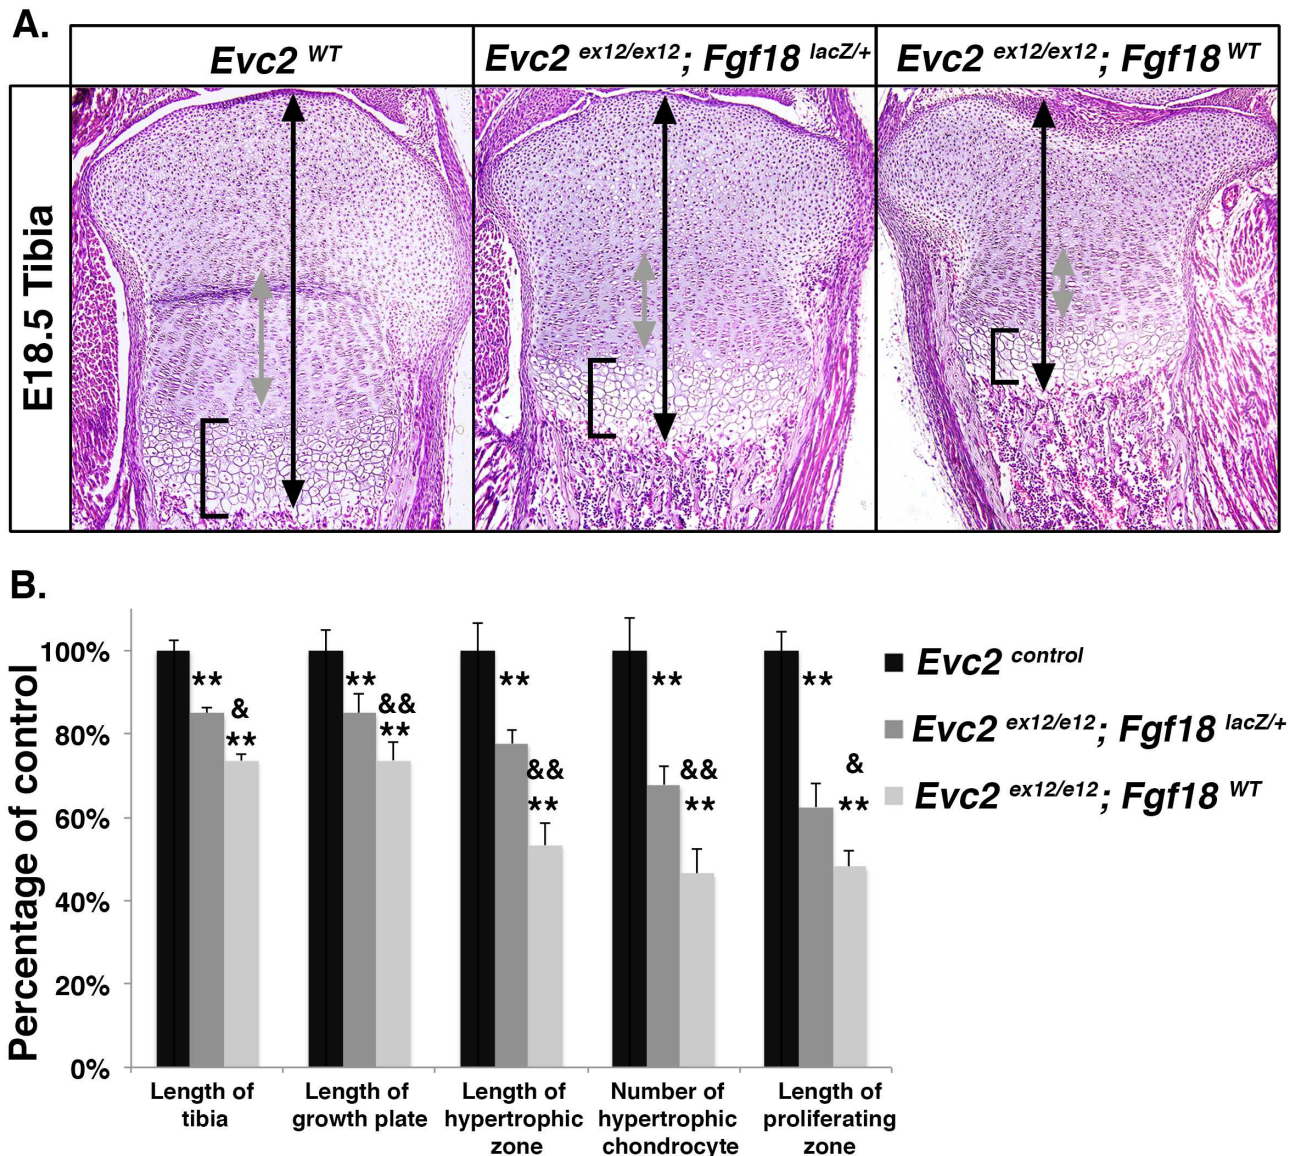 A.
Evc2 WT
Evc2 ex12/ex12; Fgf18 lacZ/+
Evc2 ex12/ex12; Fgf18 WT
E18.5 Tibia
B.
Percentage of control
100%
80%
60%
40%
20%
0%
**
&
**
**
&&
**
**
&&
**
**
&&
**
**
&
**
Length of
tibia
Length of
growth plate
Length of
hypertrophic
zone
Number of
hypertrophic
chondrocyte
Length of
proliferating
zone
Evc2 control
Evc2 ex12/e12; Fgf18 lacZ/+
Evc2 ex12/e12; Fgf18 WT